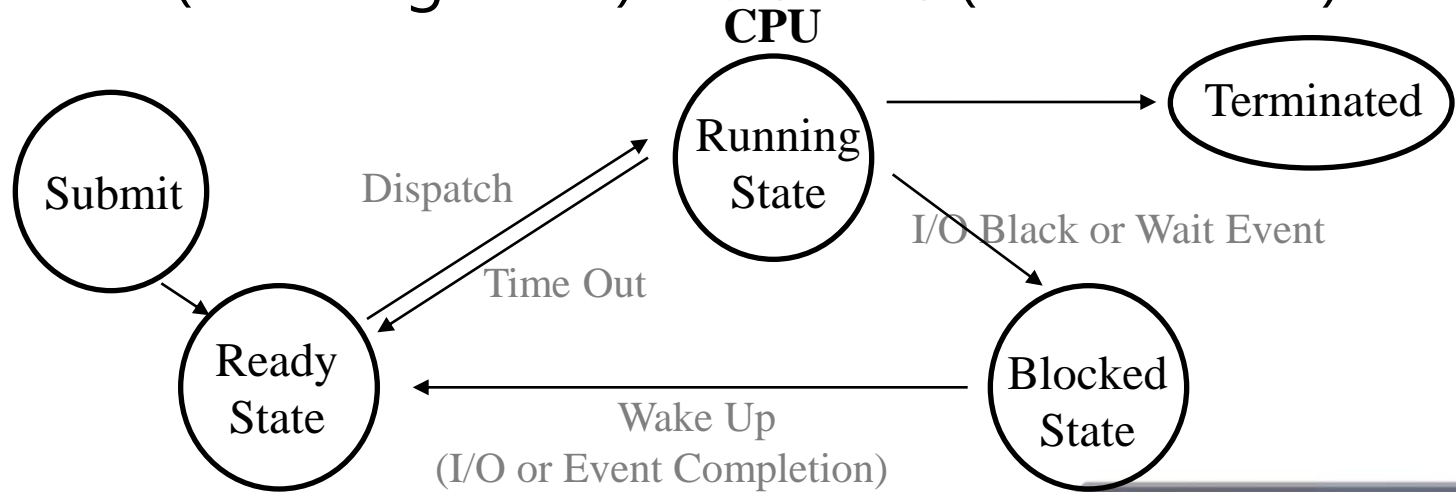 CPU
Submit
Dispatch
Time Out
Running
State
Terminated
I/O Black or Wait Event
Ready
State
Wake Up
(I/O or Event Completion)
Blocked
State